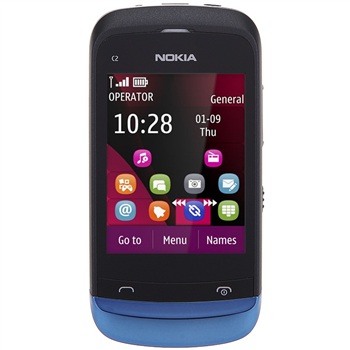 C2
NOKIA
OPERATOR
General
10:28
01-09
Thu
@
Go to Menu Names